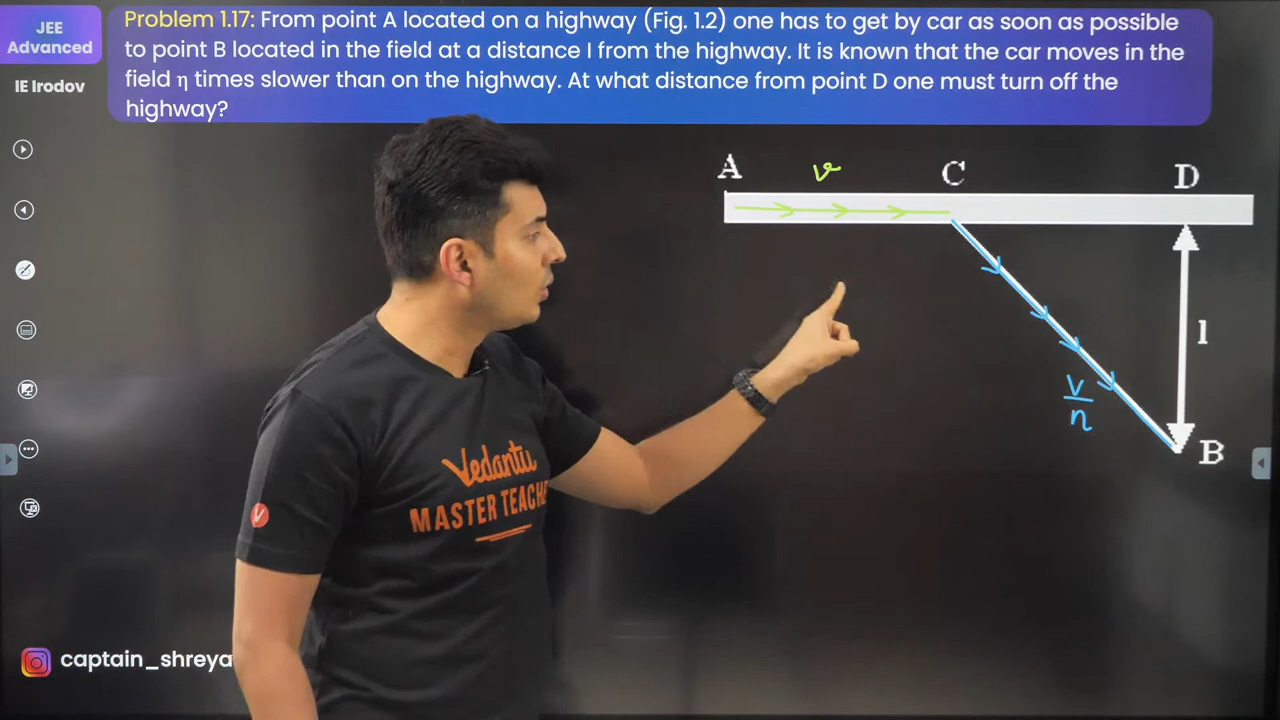 JEE
Advanced
IE Irodov
Problem 1.17: From point A located on a highway (Fig. 1.2) one has to get by car as soon as possible
to point B located in the field at a distance l from the highway. It is known that the car moves in the
field η times slower than on the highway. At what distance from point D one must turn off the
highway?
A
v
C
D
l
v
n
B
Vedantu
MASTER TEACHE
V
captain_shreya